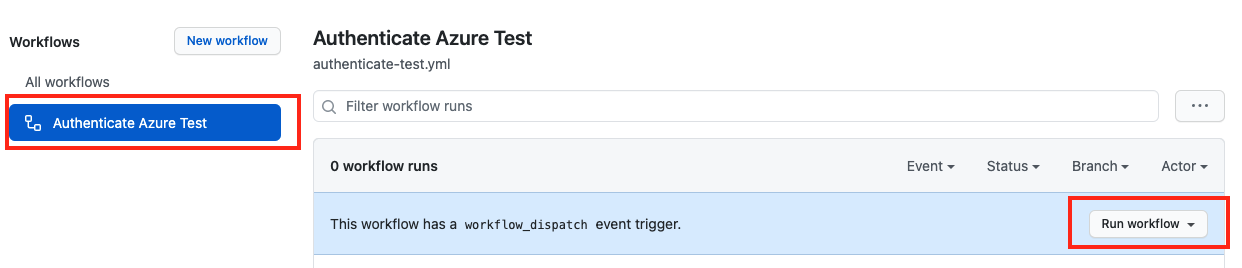 Workflows
New workflow
All workflows
Authenticate Azure Test
Authenticate Azure Test
authenticate-test.yml
Filter workflow runs
...
0 workflow runs
Event
Status
Branch
Actor
This workflow has a workflow_dispatch event trigger.
Run workflow